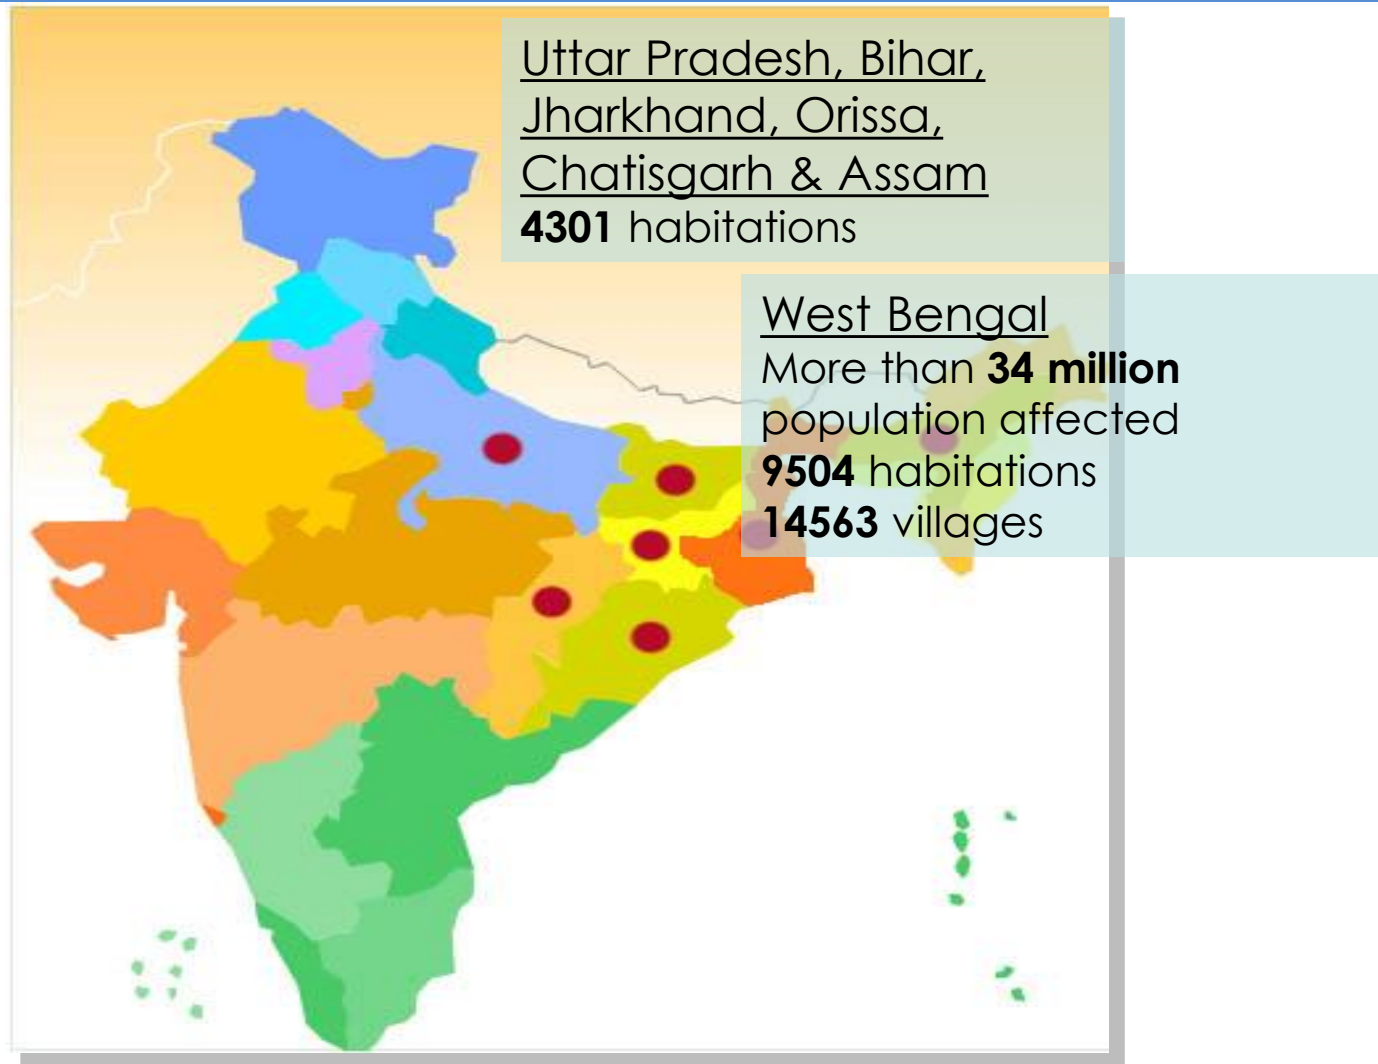 Uttar Pradesh, Bihar,
Jharkhand, Orissa,
Chatisgarh & Assam
4301 habitations
West Bengal
More than 34 million
population affected
9504 habitations
14563 villages